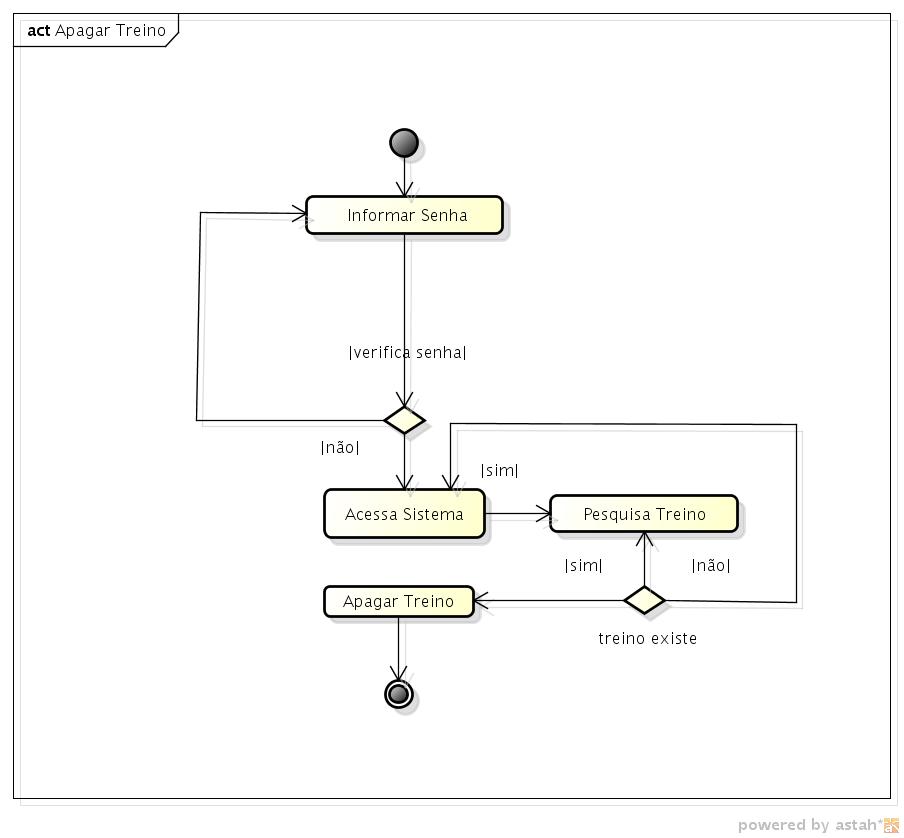 act Apagar Treino
Informar Senha
|verifica senha|
|não|
|sim|
Acessa Sistema
Pesquisa Treino
|sim|
|não|
Apagar Treino
treino existe
powered by astah*